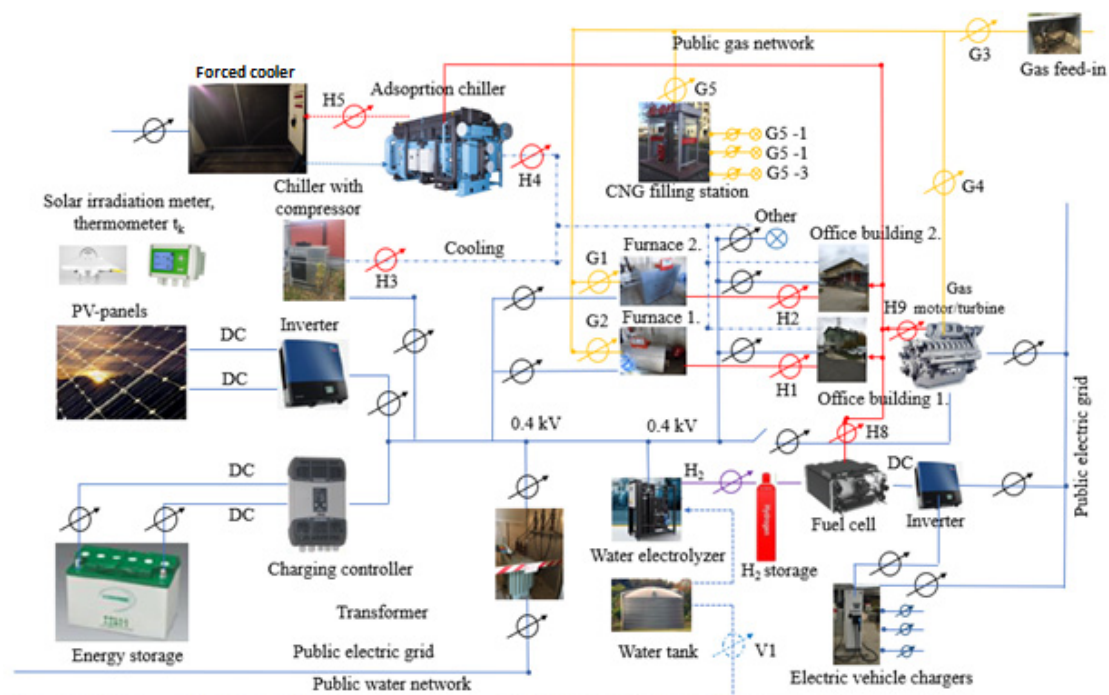 Public gas network
G3
Gas feed-in
Forced cooler
H5
Adsoprtion chiller
G5
G5 -1
G5 -1
G5 -3
CNG filling station
H4
G4
Chiller with
compressor
Solar irradiation meter,
thermometer tk
Cooling
H3
Other
Office building 2.
Furnace 2.
G1
H2
PV-panels
DC
DC
Inverter
G2
Furnace 1.
H1
H9
Gas
motor/turbine
Office building 1.
0.4 kV
0.4 kV
H8
Public electric grid
DC
DC
Charging controller
Energy storage
H2
Hydrogen
Water electrolyzer
H2 storage
Fuel cell
DC
Inverter
Transformer
Public electric grid
Public water network
Water tank
V1
Electric vehicle chargers